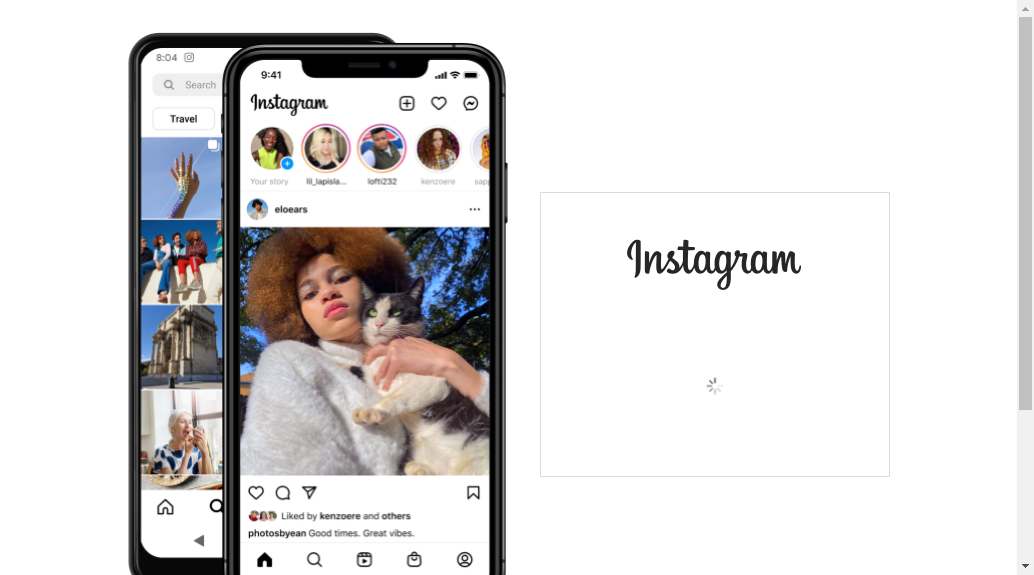 8:04
Search
Travel
9:41
Instagram
Your story
lil_lapisla...
lofti232
kenzoere
sap
eloears
Liked by kenzoere and others
photosbyean Good times. Great vibes.
Instagram